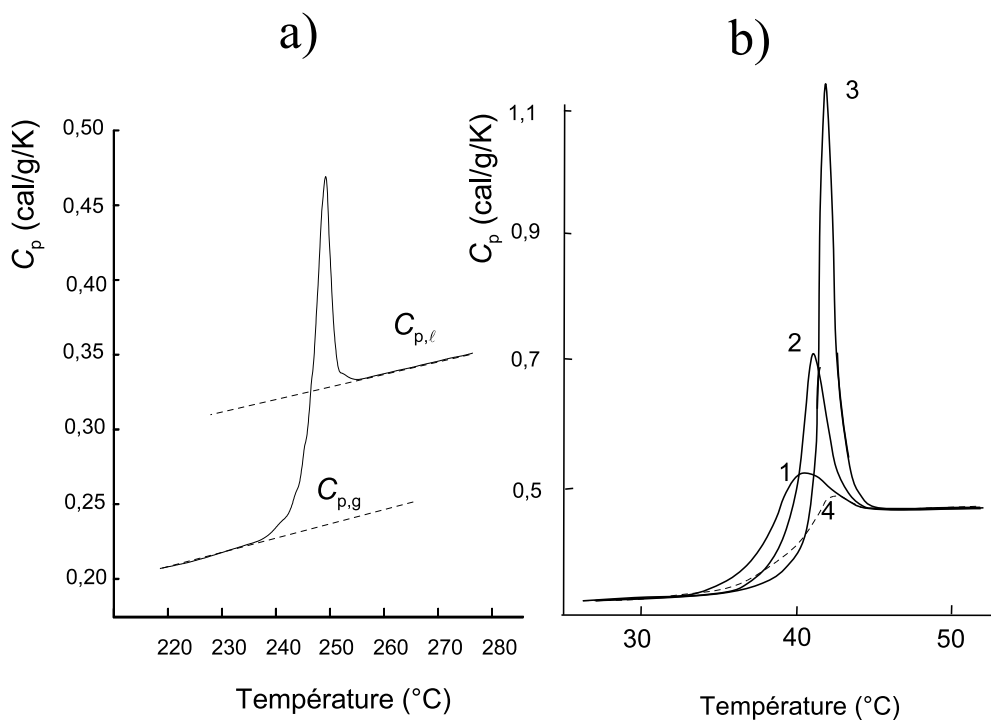 a)
0,50
0,45
0,40
0,35
0,30
0,25
0,20
Cp (cal/g/K)
Cp,ℓ
Cp,g
220 230 240 250 260 270 280
Température (°C)
b)
1,1
0,9
0,7
0,5
Cp (cal/g/K)
3
2
1
4
30 40 50
Température (°C)